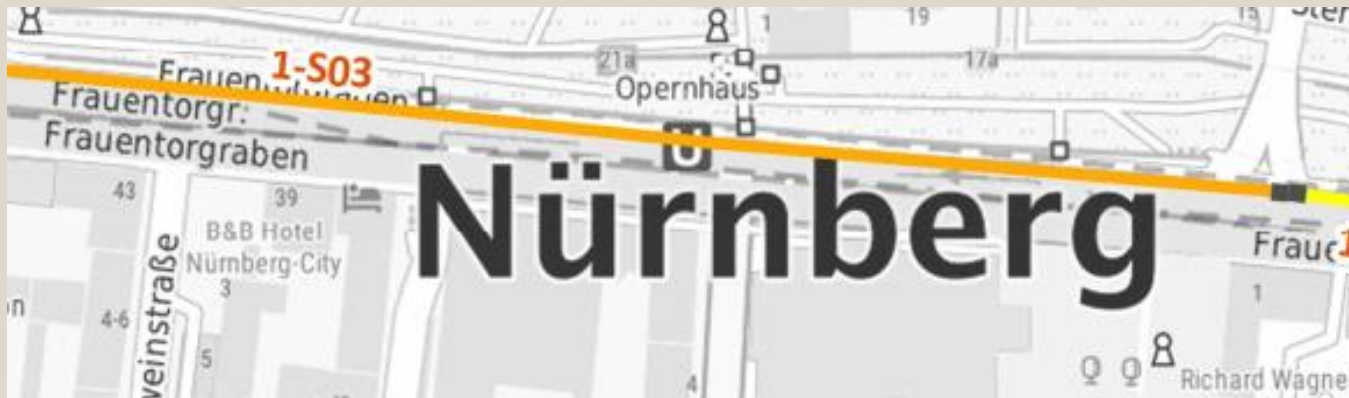 1
19
15
1-S03
21a
17a
Opernhaus
Frauentorgr.
Frauentorgraben
U
43
39
B&B Hotel
Nürnberg-City
Nürnberg
3
1
4-6
5
4
Richard Wagne